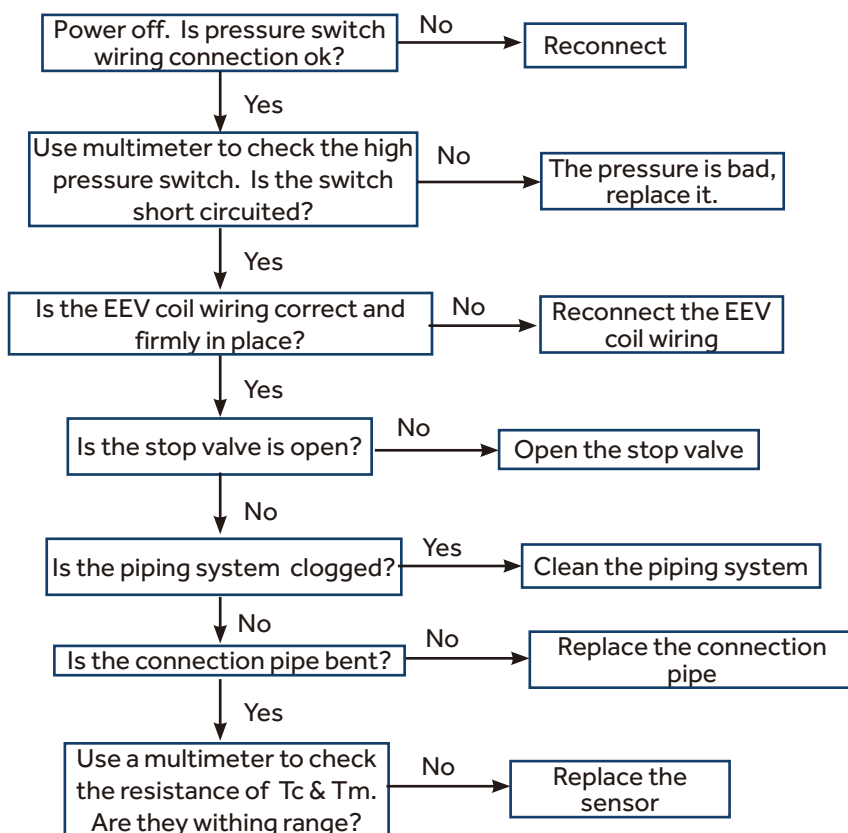 Power off. Is pressure switch
wiring connection ok?
No
Reconnect
Yes
Use multimeter to check the high
pressure switch. Is the switch
short circuited?
No
The pressure is bad,
replace it.
Yes
Is the EEV coil wiring correct and
firmly in place?
No
Reconnect the EEV
coil wiring
Yes
Is the stop valve is open?
No
Open the stop valve
No
Is the piping system clogged?
Yes
Clean the piping system
No
Is the connection pipe bent?
No
Replace the connection
pipe
Yes
Use a multimeter to check
the resistance of Tc & Tm.
Are they withing range?
No
Replace the
sensor